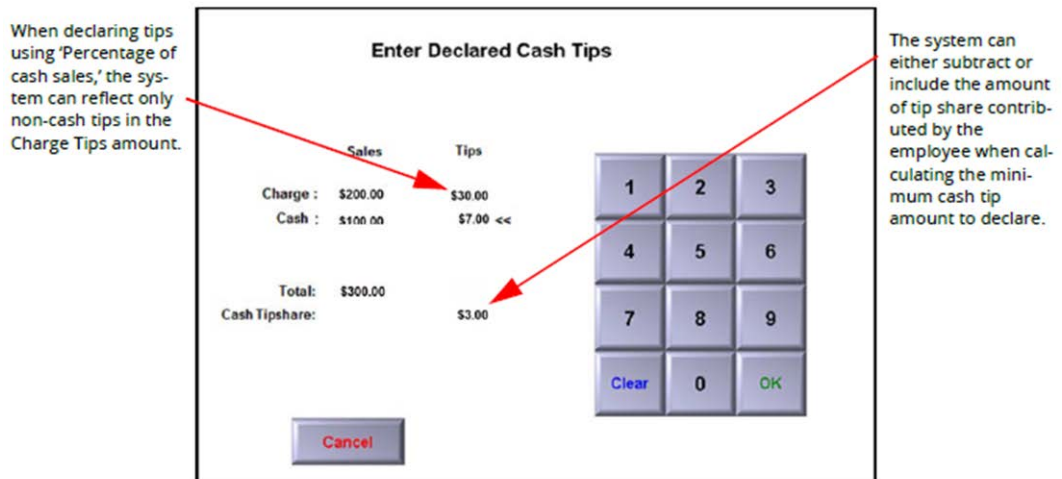 When declaring tips
using ‘Percentage of
cash sales,’ the sys-
tem can reflect only
non-cash tips in the
Charge Tips amount.
Enter Declared Cash Tips
Sales Tips
Charge : $200.00 $30.00
Cash : $100.00 $7.00 <<
Total: $300.00
Cash Tipshare: $3.00
Cancel
1 2 3
4 5 6
7 8 9
Clear 0 OK
The system can
either subtract or
include the amount
of tip share contrib-
uted by the
employee when cal-
culating the mini-
mum cash tip
amount to declare.